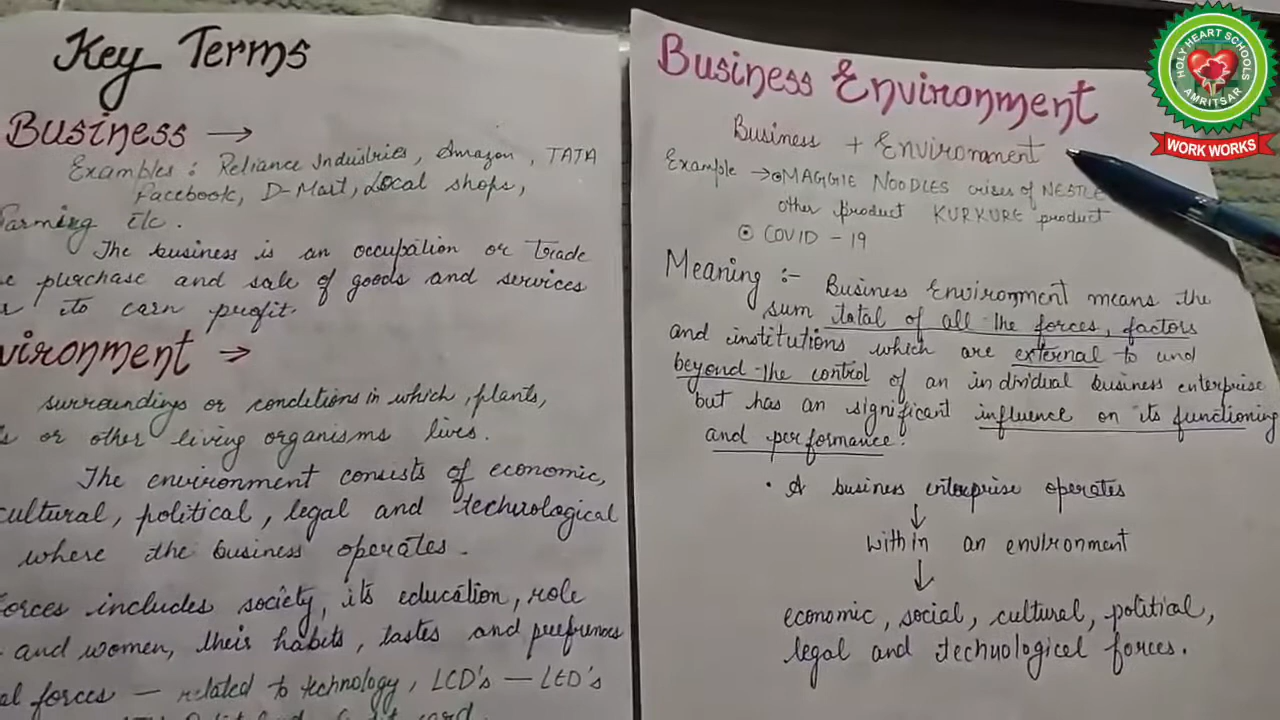 Key Terms
Business →
Examples : Reliance Industries, Amazon, TATA
Facebook, D-Mart, Local shops,
Farming Etc.
The business is an occupation or trade
purchase and sale of goods and services
to earn profit.
vironment →
surroundings or conditions in which, plants,
or other living organisms lives.
The environment consists of economic,
cultural, political, legal and technological
where the business operates.
forces includes society, its education, role
and women, their habits, tastes and prefrences
al forces – related to technology, LCD's – LED's
card.
Business Environment
Business + Environment
Example → MAGGIE NOODLES crises of NESTLE
other product KURKURE product
COVID - 19
Meaning :- Business Environment means the
sum total of all the forces, factors
and institutions which are external to and
beyond the control of an individual business enterprise
but has an significant influence on its functioning
and performance.
• A business enterprise operates
↓
within an environment
↓
economic, social, cultural, political,
legal and technological forces.
HOLY HEART SCHOOLS
AMRITSAR
WORK WORKS